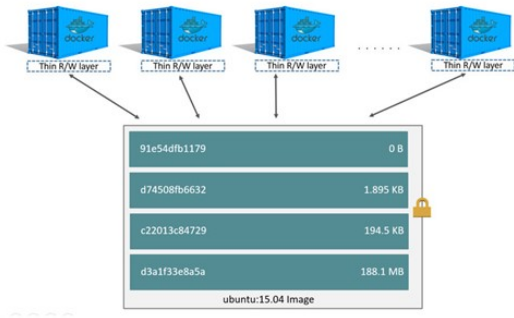 docker docker docker docker
Thin R/W layer Thin R/W layer Thin R/W layer Thin R/W layer
91e54dfb1179 0 B
d74508fb6632 1.895 KB
c22013c84729 194.5 KB
d3a1f33e8a5a 188.1 MB
ubuntu:15.04 Image